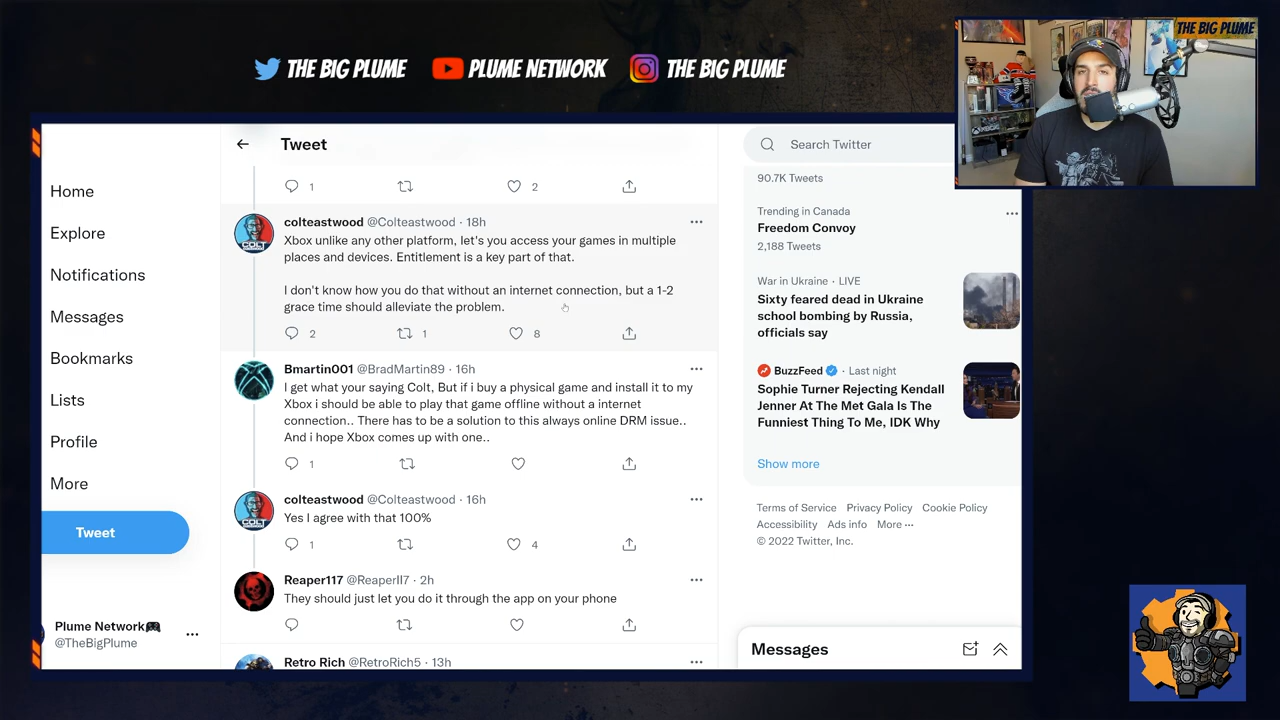 THE BIG PLUME
PLUME NETWORK
THE BIG PLUME
THE BIG PLUME
Home
Explore
Notifications
Messages
Bookmarks
Lists
Profile
More
Tweet
Plume Network🎮
@TheBigPlume
Tweet
1
2
colteastwood @Colteastwood · 18h
Xbox unlike any other platform, let's you access your games in multiple
places and devices. Entitlement is a key part of that.
I don't know how you do that without an internet connection, but a 1-2
grace time should alleviate the problem.
2
1
8
Bmartin001 @BradMartin89 · 16h
I get what your saying Colt, But if i buy a physical game and install it to my
Xbox i should be able to play that game offline without a internet
connection.. There has to be a solution to this always online DRM issue..
And i hope Xbox comes up with one..
1
colteastwood @Colteastwood · 16h
Yes I agree with that 100%
1
4
Reaper117 @Reaperll7 · 2h
They should just let you do it through the app on your phone
Retro Rich @RetroRich5 · 13h
Search Twitter
90.7K Tweets
Trending in Canada
Freedom Convoy
2,188 Tweets
War in Ukraine · LIVE
Sixty feared dead in Ukraine
school bombing by Russia,
officials say
BuzzFeed · Last night
Sophie Turner Rejecting Kendall
Jenner At The Met Gala Is The
Funniest Thing To Me, IDK Why
Show more
Terms of Service Privacy Policy Cookie Policy
Accessibility Ads info More ···
© 2022 Twitter, Inc.
Messages
COLT
COLT
XBOX